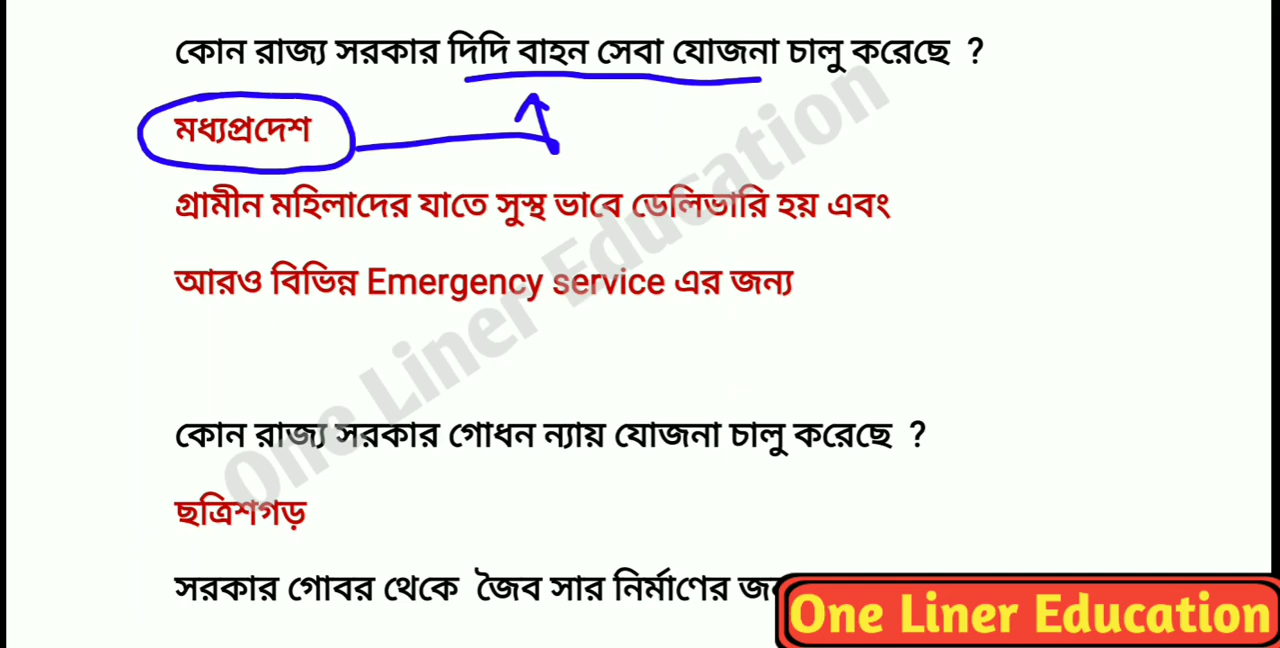 কোন রাজ্য সরকার দিদি বাহন সেবা যোজনা চালু করেছে ?
মধ্যপ্রদেশ
গ্রামীন মহিলাদের যাতে সুস্থ ভাবে ডেলিভারি হয় এবং
আরও বিভিন্ন Emergency service এর জন্য
One Liner Education
কোন রাজ্য সরকার গোধন ন্যায় যোজনা চালু করেছে ?
ছত্রিশগড়
সরকার গোবর থেকে জৈব সার নির্মাণের
One Liner Education